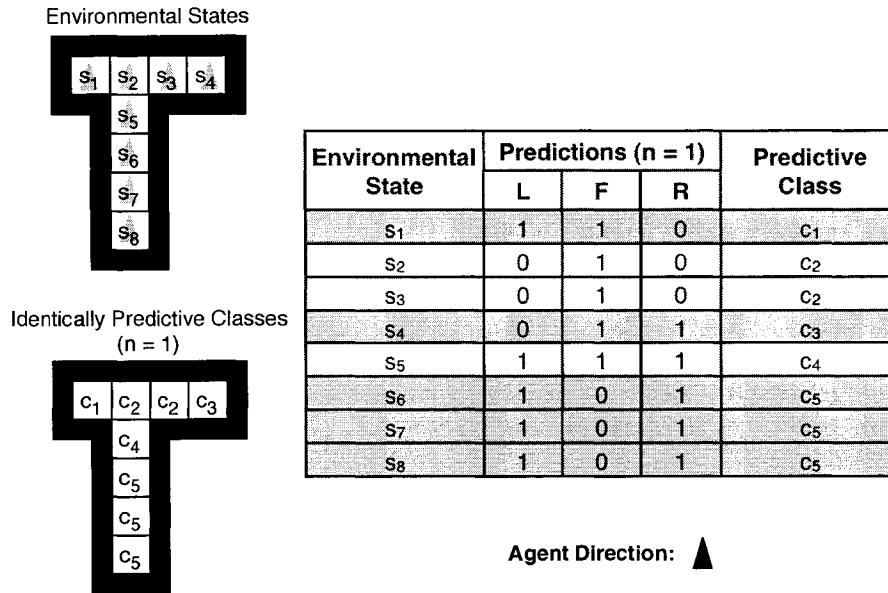 Environmental States
s1 s2 s3 s4
s5
s6
s7
s8
Identically Predictive Classes
(n = 1)
c1 c2 c2 c3
c4
c5
c5
c5
Environmental State Predictions (n = 1) Predictive Class
L F R
s1 1 1 0 c1
s2 0 1 0 c2
s3 0 1 0 c2
s4 0 1 1 c3
s5 1 1 1 c4
s6 1 0 1 c5
s7 1 0 1 c5
s8 1 0 1 c5
Agent Direction: